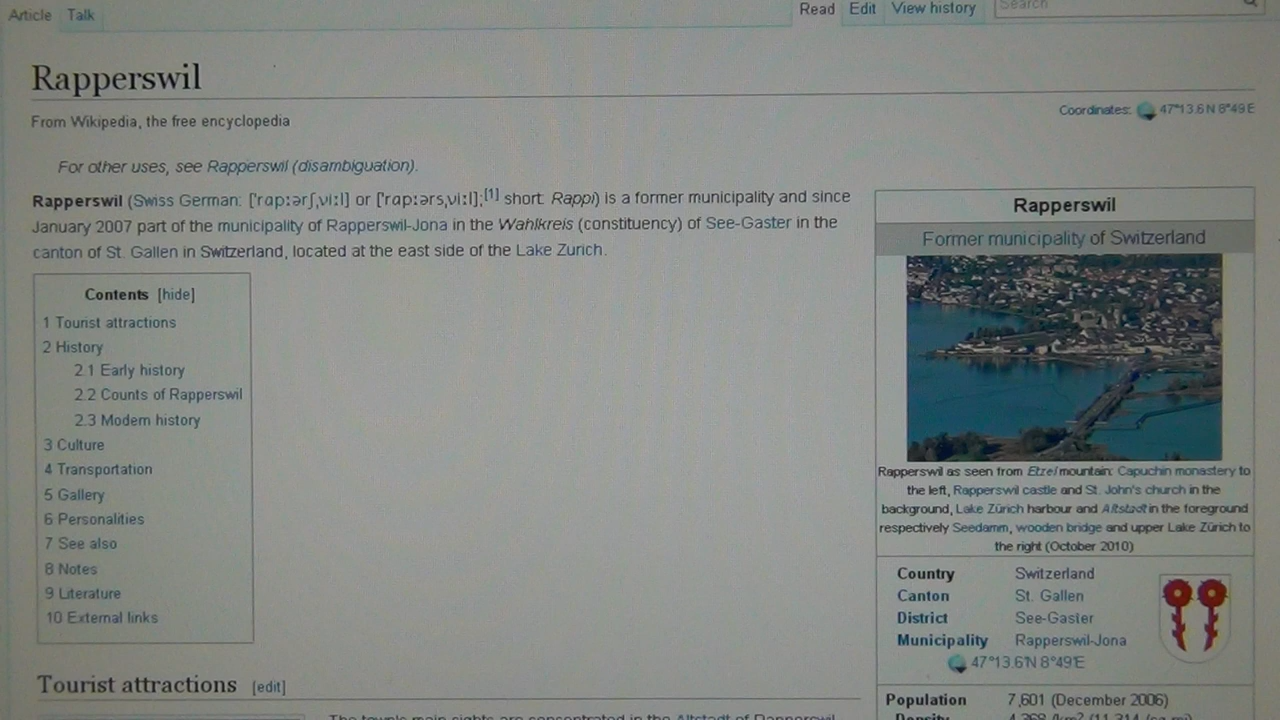 Article Talk Read Edit View history Search
Rapperswil
Coordinates: 47°13.6'N 8°49'E
From Wikipedia, the free encyclopedia
For other uses, see Rapperswil (disambiguation).
Rapperswil (Swiss German: ['rɑpːərʃˌviːl] or ['rɑpːərsˌviːl];[1] short: Rappi) is a former municipality and since
January 2007 part of the municipality of Rapperswil-Jona in the Wahlkreis (constituency) of See-Gaster in the
canton of St. Gallen in Switzerland, located at the east side of the Lake Zurich.
Contents [hide]
1 Tourist attractions
2 History
2.1 Early history
2.2 Counts of Rapperswil
2.3 Modern history
3 Culture
4 Transportation
5 Gallery
6 Personalities
7 See also
8 Notes
9 Literature
10 External links
Tourist attractions [edit]
The town's main sights are concentrated in the Altstadt of Rapperswil,
Rapperswil
Former municipality of Switzerland
Rapperswil as seen from Etzel mountain: Capuchin monastery to
the left, Rapperswil castle and St. John's church in the
background, Lake Zürich harbour and Altstadt in the foreground
respectively Seedamm, wooden bridge and upper Lake Zürich to
the right (October 2010)
Country Switzerland
Canton St. Gallen
District See-Gaster
Municipality Rapperswil-Jona
47°13.6'N 8°49'E
Population 7,601 (December 2006)
Density